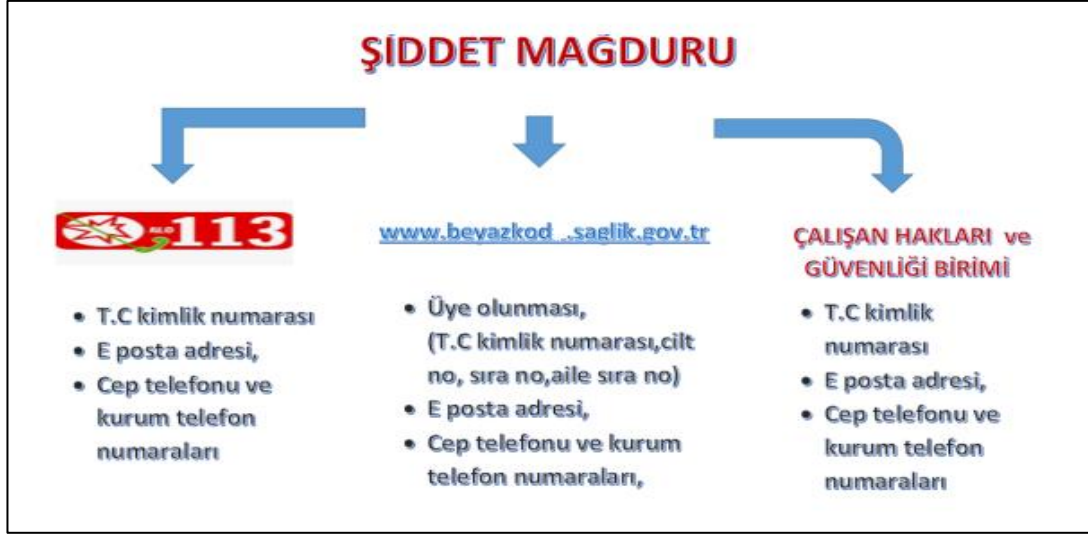 ŞİDDET MAĞDURU
ALO 113
T.C kimlik numarası
E posta adresi,
Cep telefonu ve
kurum telefon
numaraları
www.beyazkod_.saglik.gov.tr
Üye olunması,
(T.C kimlik numarası,cilt
no, sıra no,aile sıra no)
E posta adresi,
Cep telefonu ve kurum
telefon numaraları,
ÇALIŞAN HAKLARI ve
GÜVENLİĞİ BİRİMİ
T.C kimlik
numarası
E posta adresi,
Cep telefonu ve
kurum telefon
numaraları